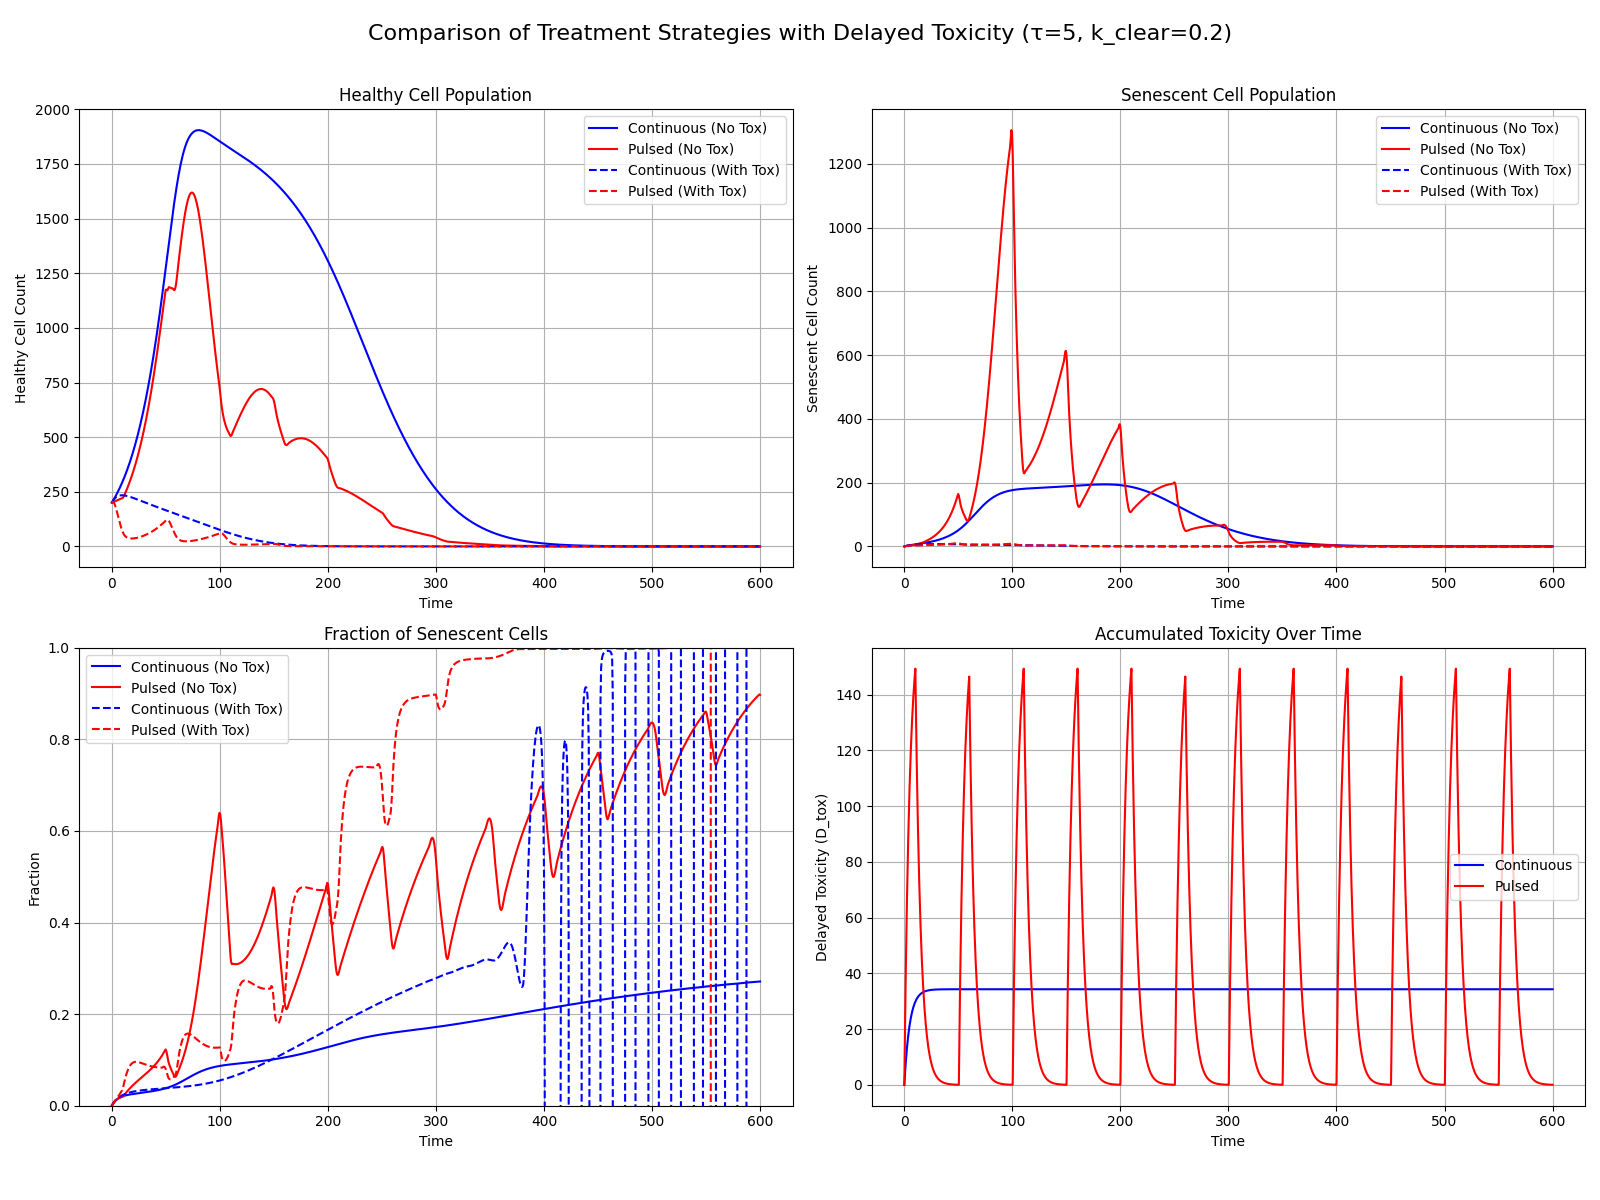 Comparison of Treatment Strategies with Delayed Toxicity (τ=5, k_clear=0.2)
Healthy Cell Population
Healthy Cell Count
2000
1750
1500
1250
1000
750
500
250
0
Continuous (No Tox)
Pulsed (No Tox)
Continuous (With Tox)
Pulsed (With Tox)
0 100 200 300 400 500 600
Time
Senescent Cell Population
Senescent Cell Count
1200
1000
800
600
400
200
0
Continuous (No Tox)
Pulsed (No Tox)
Continuous (With Tox)
Pulsed (With Tox)
0 100 200 300 400 500 600
Time
Fraction of Senescent Cells
Fraction
1.0
0.8
0.6
0.4
0.2
0.0
Continuous (No Tox)
Pulsed (No Tox)
Continuous (With Tox)
Pulsed (With Tox)
0 100 200 300 400 500 600
Time
Accumulated Toxicity Over Time
Delayed Toxicity (D_tox)
140
120
100
80
60
40
20
0
Continuous
Pulsed
0 100 200 300 400 500 600
Time